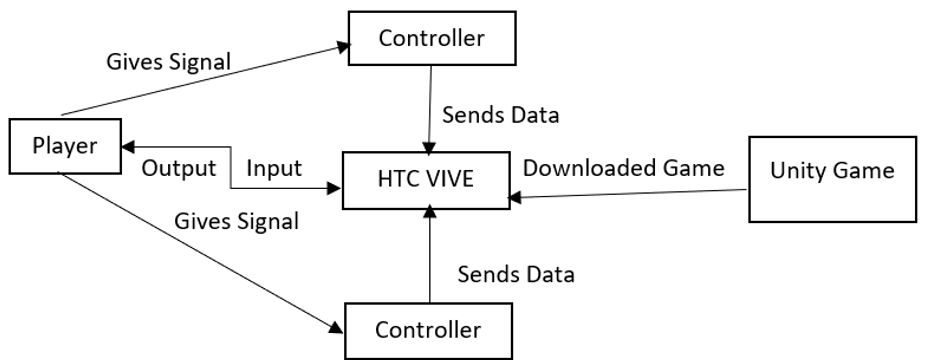 Controller
Gives Signal
Sends Data
Player
Output
Input
HTC VIVE
Downloaded Game
Unity Game
Gives Signal
Sends Data
Controller